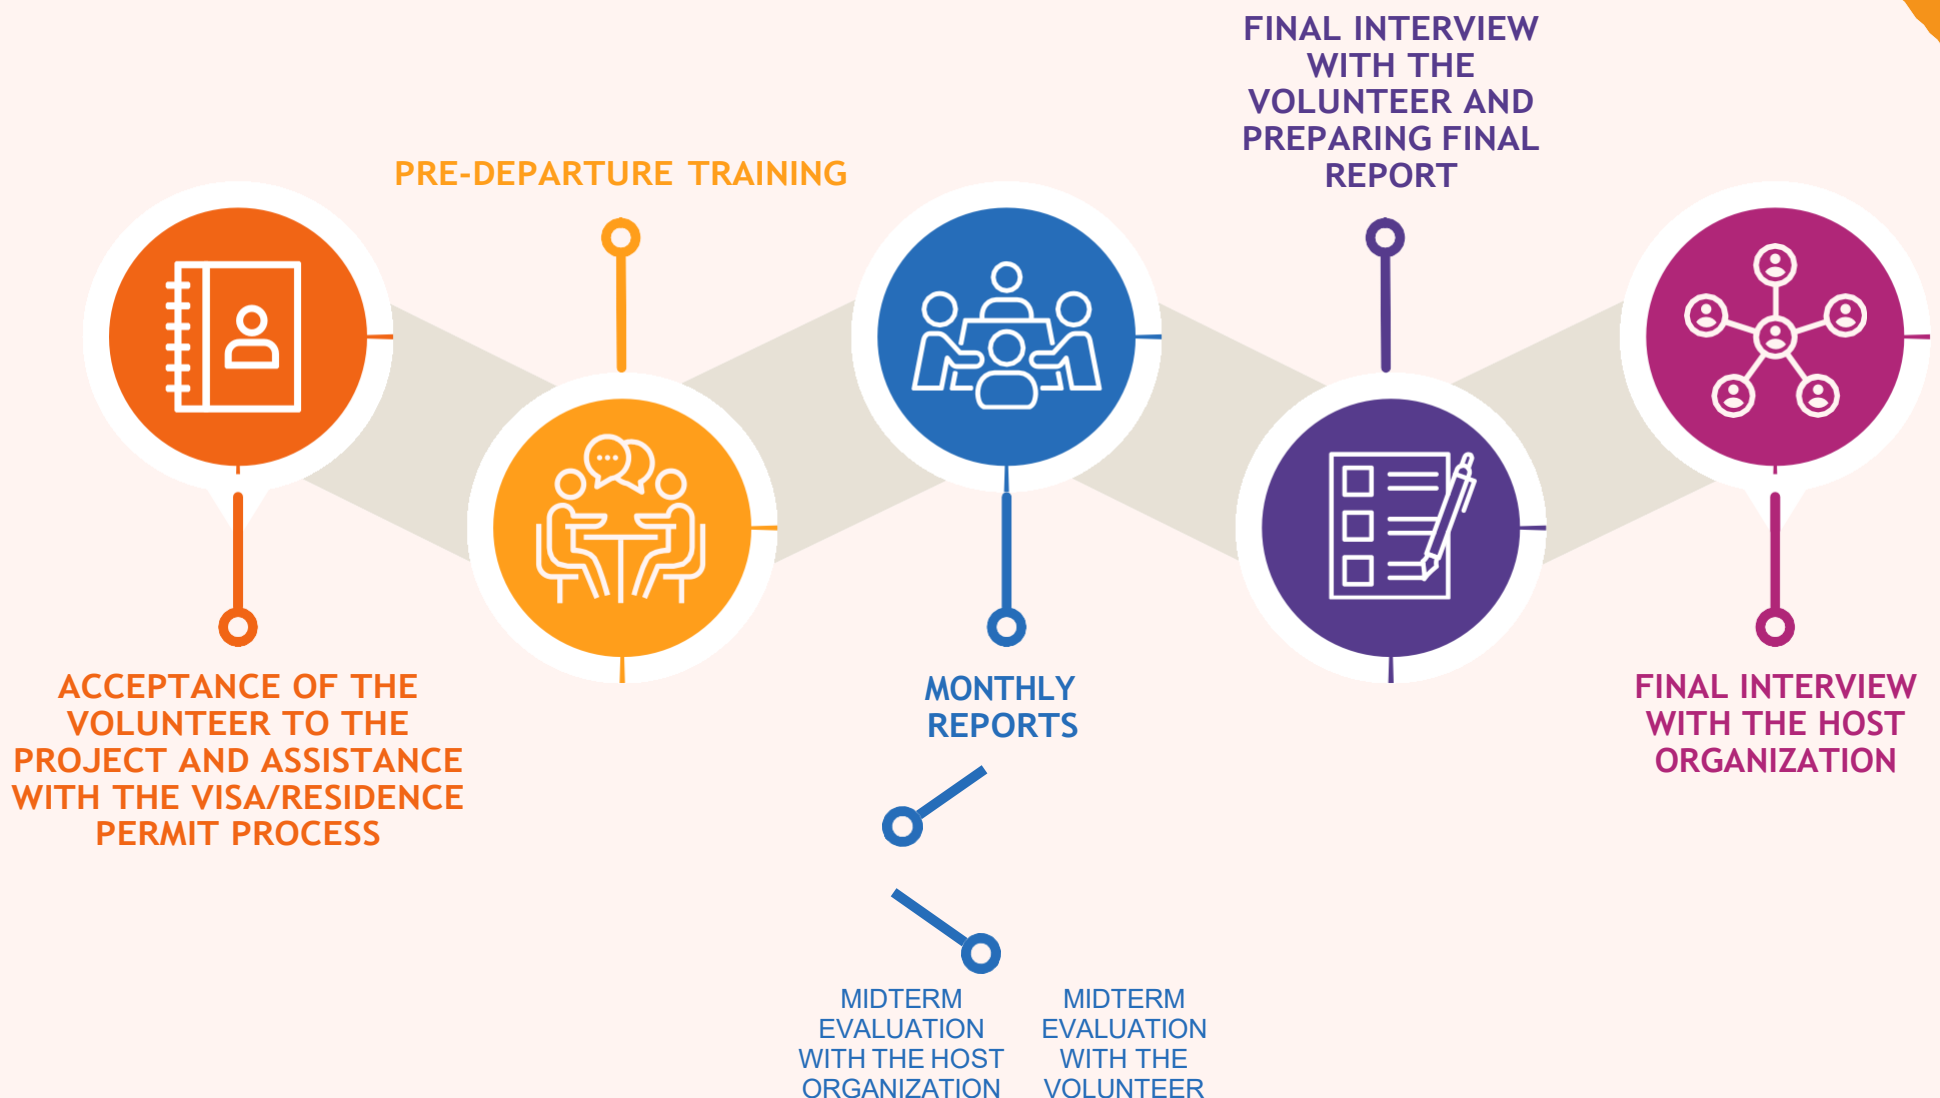 ACCEPTANCE OF THE
VOLUNTEER TO THE
PROJECT AND ASSISTANCE
WITH THE VISA/RESIDENCE
PERMIT PROCESS
PRE-DEPARTURE TRAINING
MONTHLY
REPORTS
MIDTERM
EVALUATION
WITH THE HOST
ORGANIZATION
MIDTERM
EVALUATION
WITH THE
VOLUNTEER
FINAL INTERVIEW
WITH THE
VOLUNTEER AND
PREPARING FINAL
REPORT
FINAL INTERVIEW
WITH THE HOST
ORGANIZATION